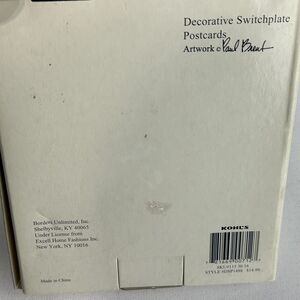 Decorative Switchplate
Postcards
Artwork © Paul Brent
Borders Unlimited, Inc.
Shelbyville, KY 40065
Under License from
Excell Home Fashions Inc.
New York, NY 10016
Made in China
KOHL'S